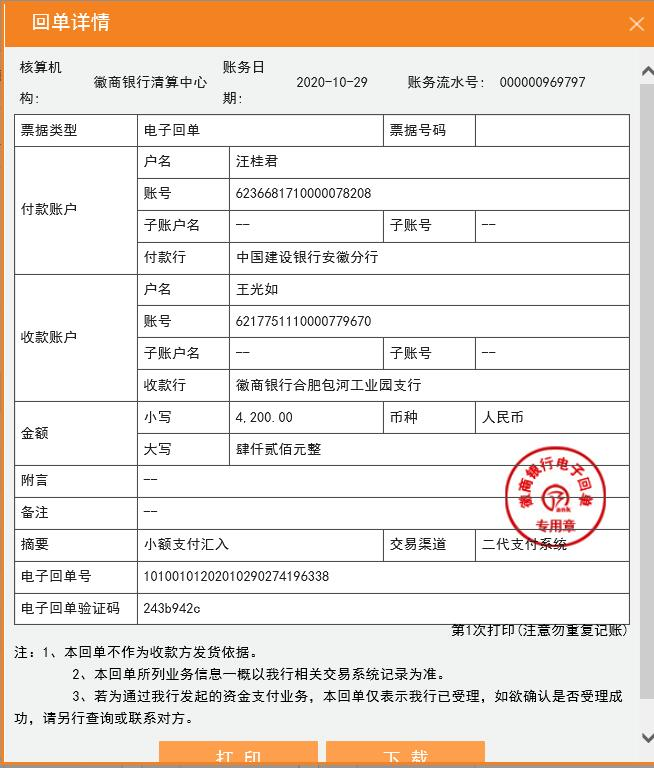 回单详情
核算机构： 徽商银行清算中心 账务日期： 2020-10-29 账务流水号： 000000969797
票据类型 电子回单 票据号码
付款账户
户名 汪桂君
账号 6236681710000078208
子账户名 -- 子账号 --
付款行 中国建设银行安徽分行
收款账户
户名 王光如
账号 6217751110000779670
子账户名 -- 子账号 --
收款行 徽商银行合肥包河工业园支行
金额
小写 4,200.00 币种 人民币
大写 肆仟贰佰元整
附言 --
备注 --
徽商银行电子回单
Bank
专用章
摘要 小额支付汇入 交易渠道 二代支付系统
电子回单号 10100101202010290274196338
电子回单验证码 243b942c
第1次打印(注意勿重复记账)
注：1、本回单不作为收款方发货依据。
2、本回单所列业务信息一概以我行相关交易系统记录为准。
3、若为通过我行发起的资金支付业务，本回单仅表示我行已受理，如欲确认是否受理成
功，请另行查询或联系对方。
打 印 下 载